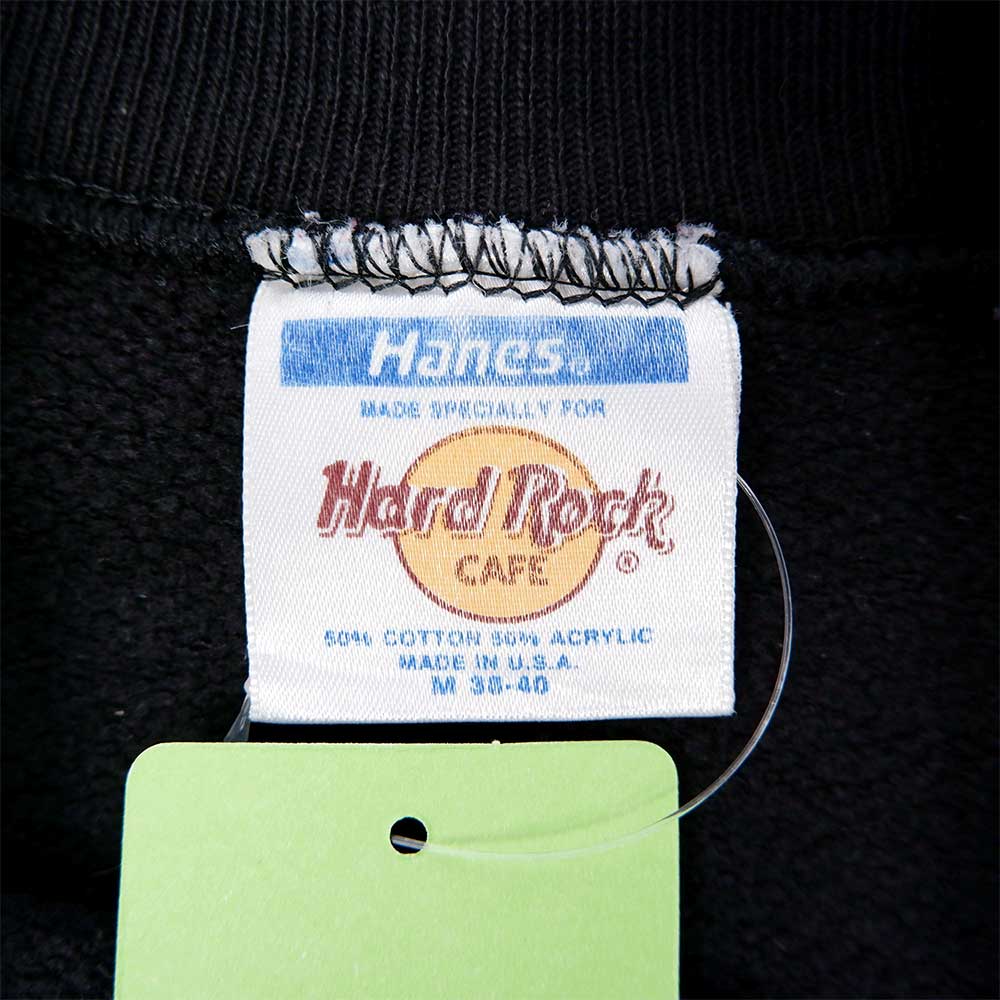 Hanes®
MADE SPECIALLY FOR
Hard Rock
CAFE ®
50% COTTON 50% ACRYLIC
MADE IN U.S.A.
M 38-40